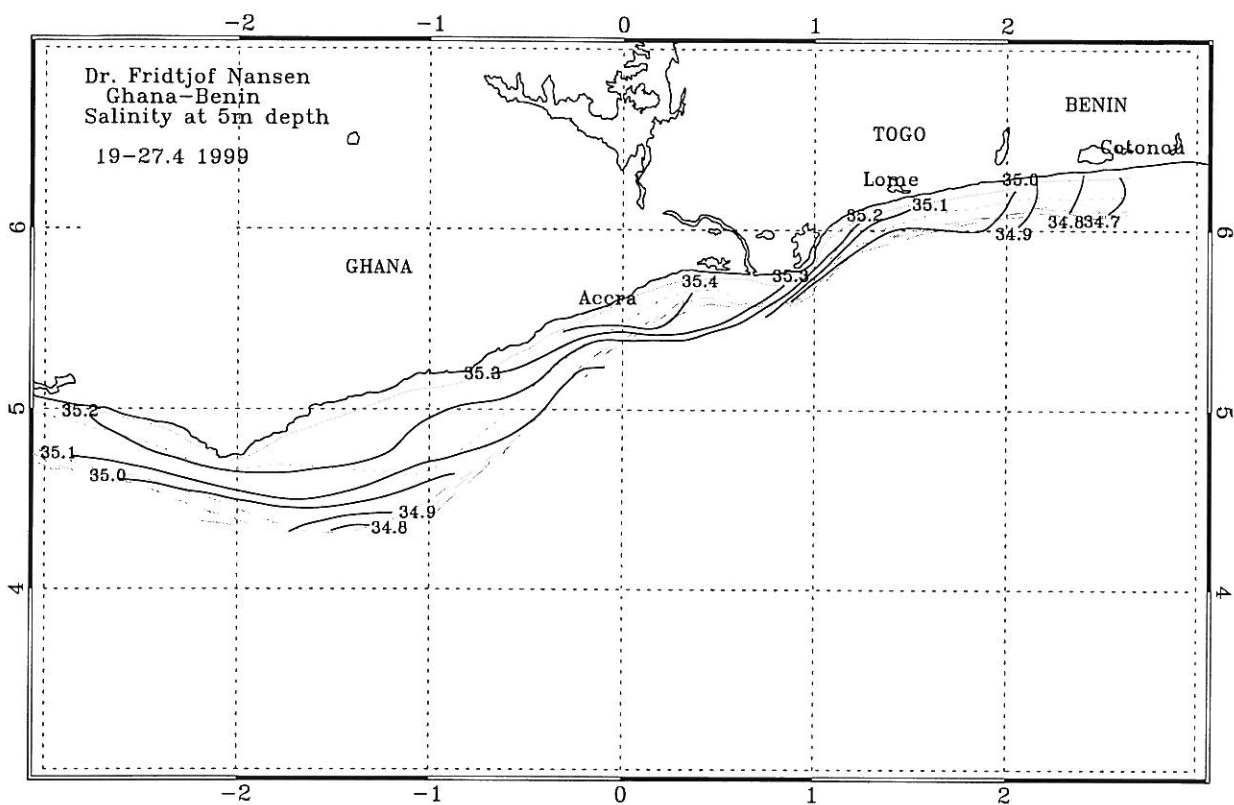 -2 -1 0 1 2
Dr. Fridtjof Nansen
Ghana-Benin
Salinity at 5m depth
19-27.4 1999
BENIN
TOGO
Cotonou
Lome
35.0
35.2
35.1
34.9
34.8
34.7
6
6
GHANA
35.3
35.4
Accra
35.3
5
5
35.2
35.1
35.0
34.9
34.8
4
4
-2 -1 0 1 2